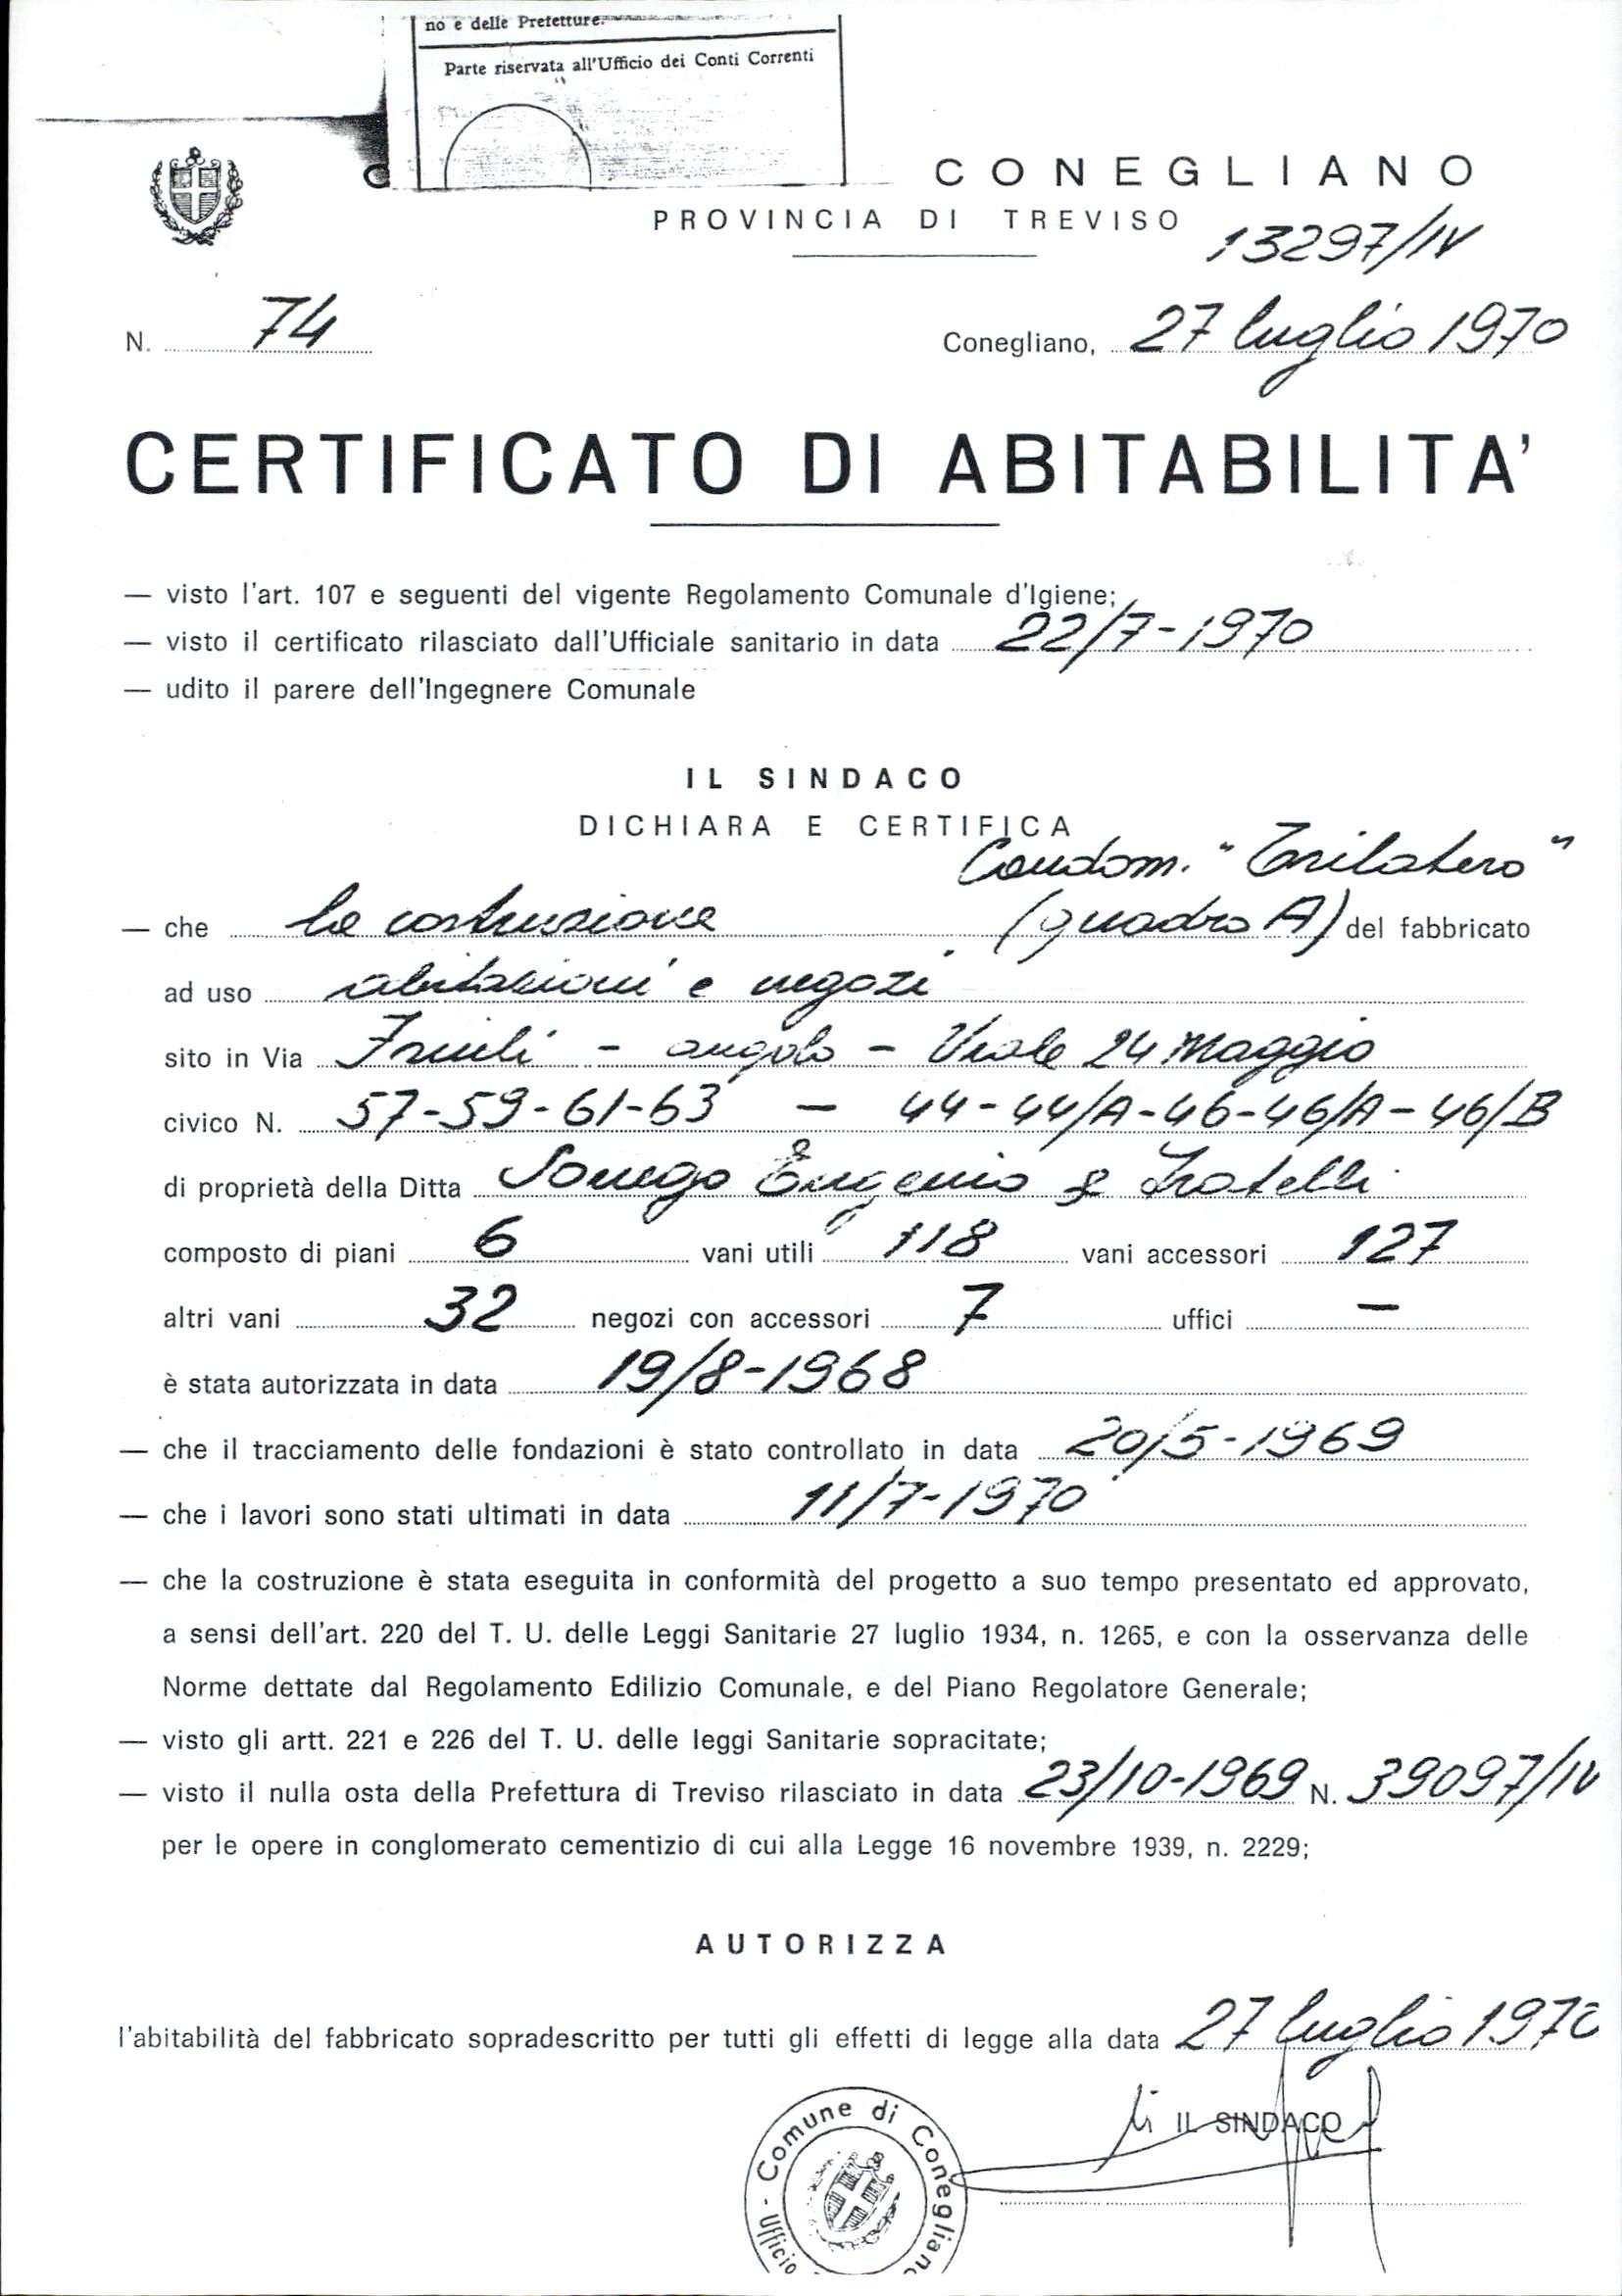 no e delle Prefetture.
Parte riservata all'Ufficio dei Conti Correnti
C CONEGLIANO
PROVINCIA DI TREVISO
13297/IV
N. 74 Conegliano, 27 luglio 1970
CERTIFICATO DI ABITABILITA'
— visto l'art. 107 e seguenti del vigente Regolamento Comunale d'Igiene;
— visto il certificato rilasciato dall'Ufficiale sanitario in data 22/7-1970
— udito il parere dell'Ingegnere Comunale
IL SINDACO
DICHIARA E CERTIFICA
Condom. "Trilatero"
— che la costruzione (quadro A) del fabbricato
ad uso abitazioni e negozi
sito in Via Friuli - angolo - Viale 24 Maggio
civico N. 57-59-61-63 — 44-44/A-46-46/A-46/B
di proprietà della Ditta Sonego Eugenio & Fratelli
composto di piani 6 vani utili 118 vani accessori 127
altri vani 32 negozi con accessori 7 uffici —
è stata autorizzata in data 19/8-1968
— che il tracciamento delle fondazioni è stato controllato in data 20/5-1969
— che i lavori sono stati ultimati in data 11/7-1970
— che la costruzione è stata eseguita in conformità del progetto a suo tempo presentato ed approvato,
a sensi dell'art. 220 del T. U. delle Leggi Sanitarie 27 luglio 1934, n. 1265, e con la osservanza delle
Norme dettate dal Regolamento Edilizio Comunale, e del Piano Regolatore Generale;
— visto gli artt. 221 e 226 del T. U. delle leggi Sanitarie sopracitate;
— visto il nulla osta della Prefettura di Treviso rilasciato in data 23/10-1969 N. 39097/IV
per le opere in conglomerato cementizio di cui alla Legge 16 novembre 1939, n. 2229;
AUTORIZZA
l'abitabilità del fabbricato sopradescritto per tutti gli effetti di legge alla data 27 luglio 1970
IL SINDACO
Comune di Conegliano
- Ufficio